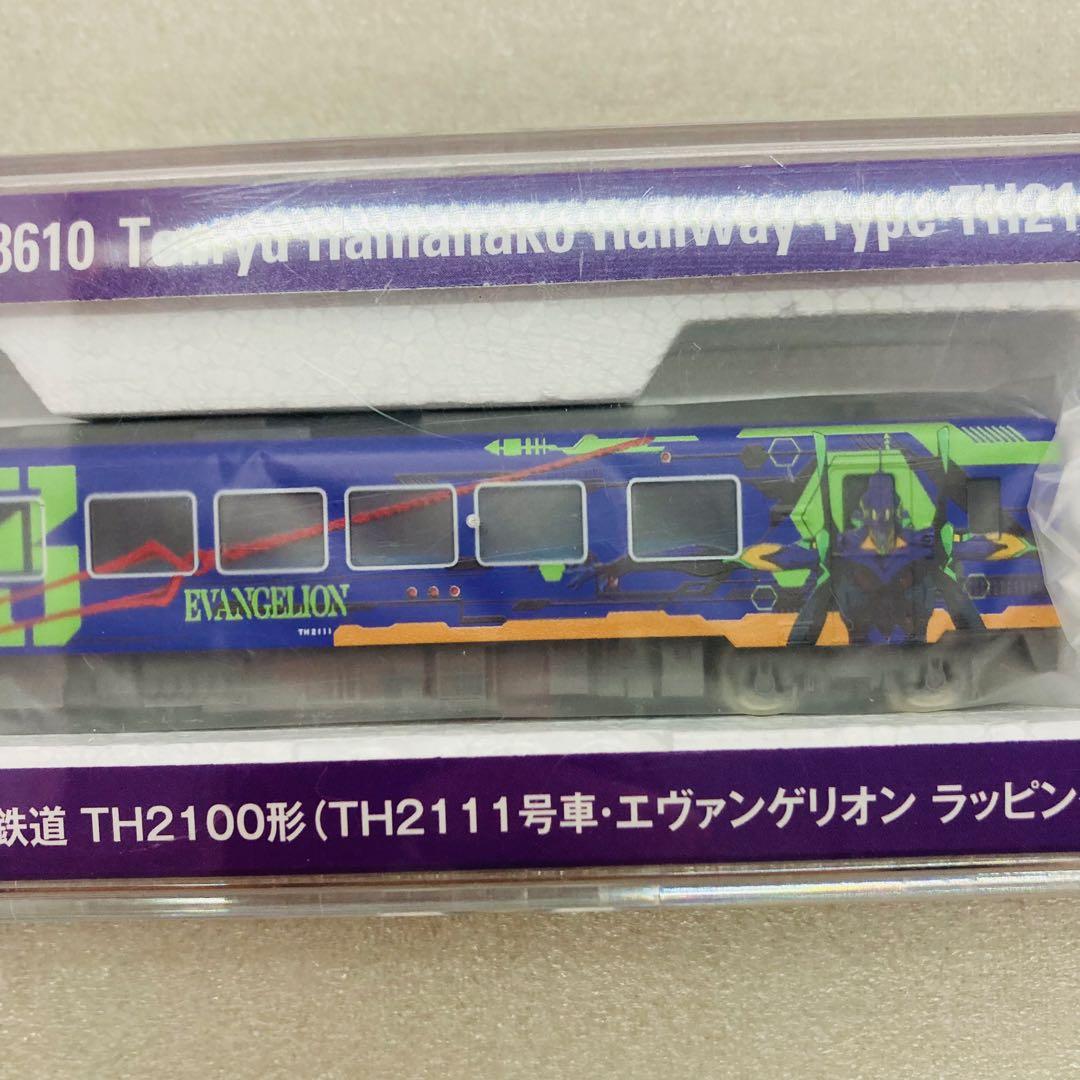 8610 Tenryu Hamanako Railway Type TH21
EVANGELION
TH2111
鉄道 TH2100形(TH2111号車・エヴァンゲリオン ラッピン